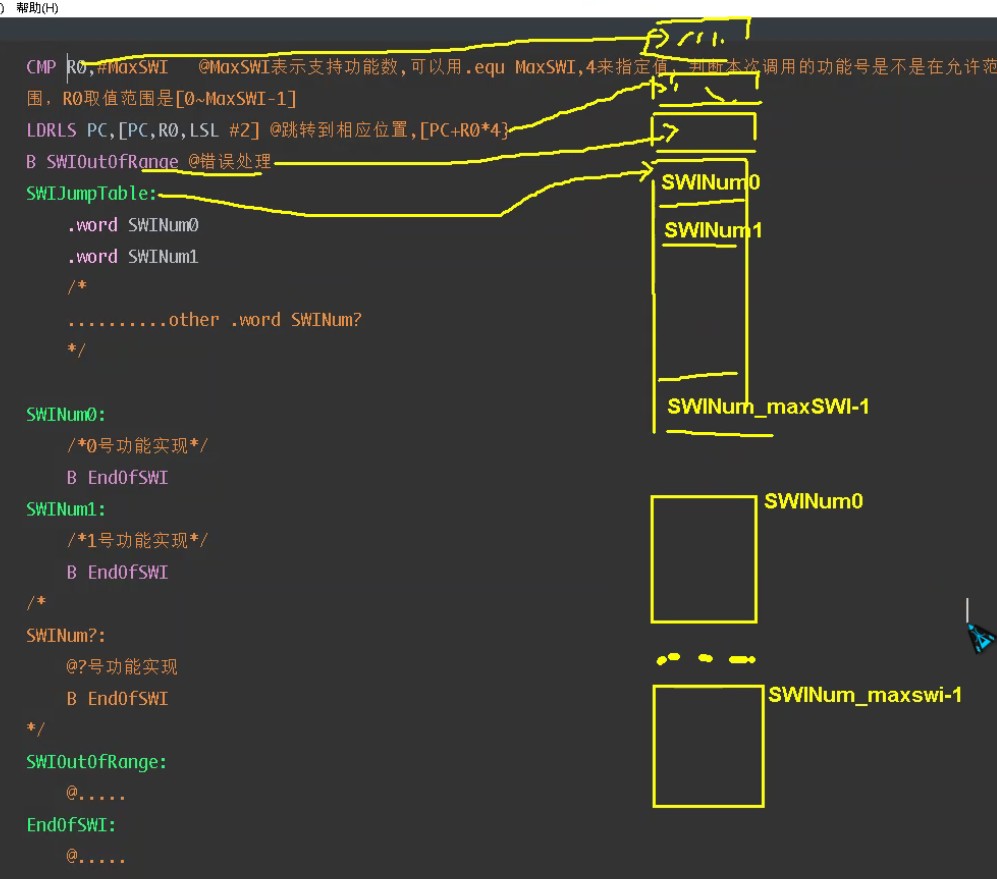 ) 帮助(H)
CMP R0,#MaxSWI @MaxSWI表示支持功能数,可以用.equ MaxSWI,4来指定值, 判断本次调用的功能号是不是在允许范
围, R0取值范围是[0~MaxSWI-1]
LDRLS PC,[PC,R0,LSL #2] @跳转到相应位置,[PC+R0*4}
B SWIOutOfRange @错误处理
SWIJumpTable:
.word SWINum0
.word SWINum1
/*
..........other .word SWINum?
*/
SWINum0:
/*0号功能实现*/
B EndOfSWI
SWINum1:
/*1号功能实现*/
B EndOfSWI
/*
SWINum?:
@?号功能实现
B EndOfSWI
*/
SWIOutOfRange:
@.....
EndOfSWI:
@.....
SWINum0
SWINum1
SWINum_maxSWI-1
SWINum0
SWINum_maxswi-1